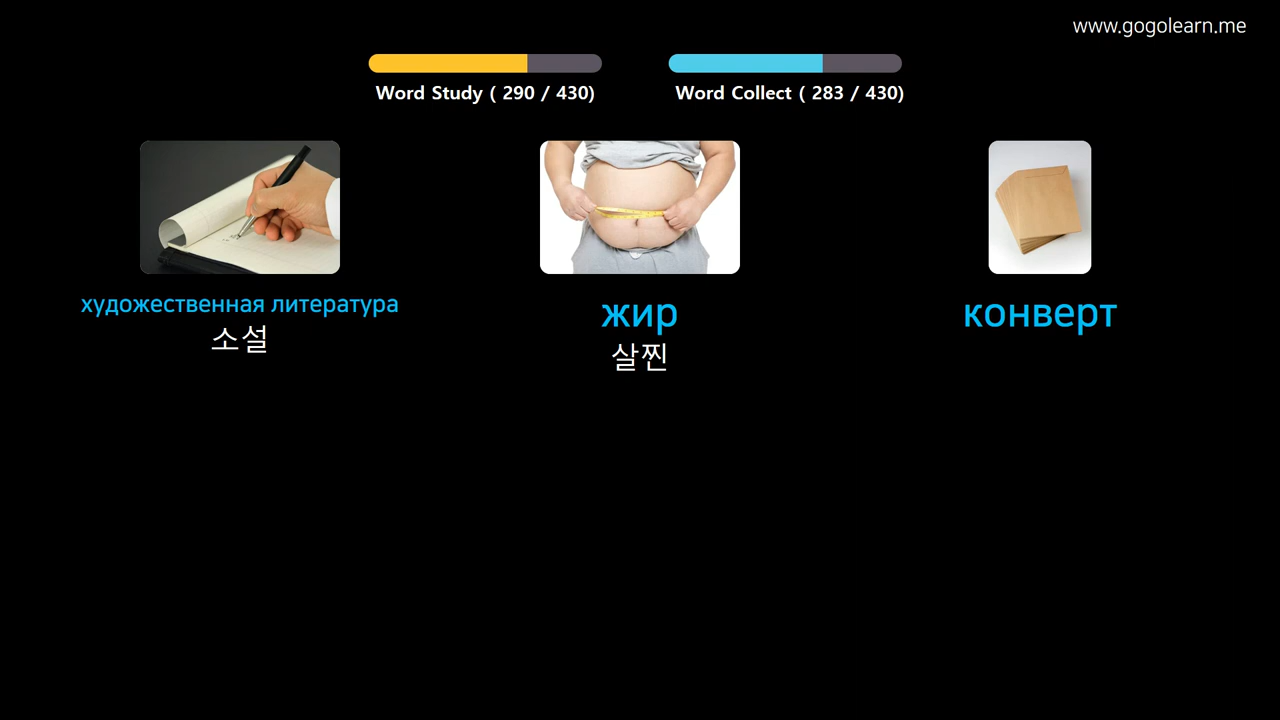 www.gogolearn.me
Word Study ( 290 / 430)
Word Collect ( 283 / 430)
художественная литература
소설
жир
살찐
конверт